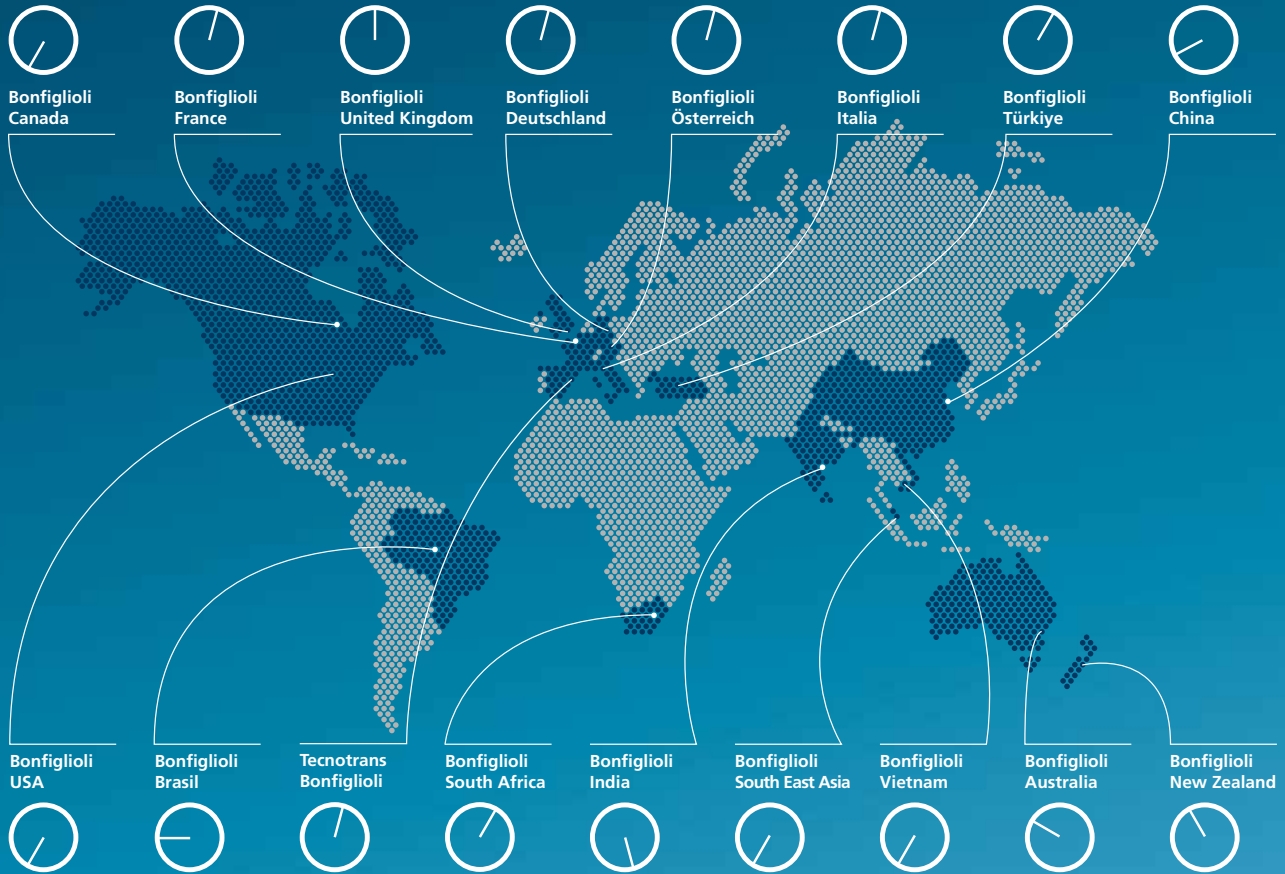 Bonfiglioli
Canada
Bonfiglioli
France
Bonfiglioli
United Kingdom
Bonfiglioli
Deutschland
Bonfiglioli
Österreich
Bonfiglioli
Italia
Bonfiglioli
Türkiye
Bonfiglioli
China
Bonfiglioli
USA
Bonfiglioli
Brasil
Tecnotrans
Bonfiglioli
Bonfiglioli
South Africa
Bonfiglioli
India
Bonfiglioli
South East Asia
Bonfiglioli
Vietnam
Bonfiglioli
Australia
Bonfiglioli
New Zealand